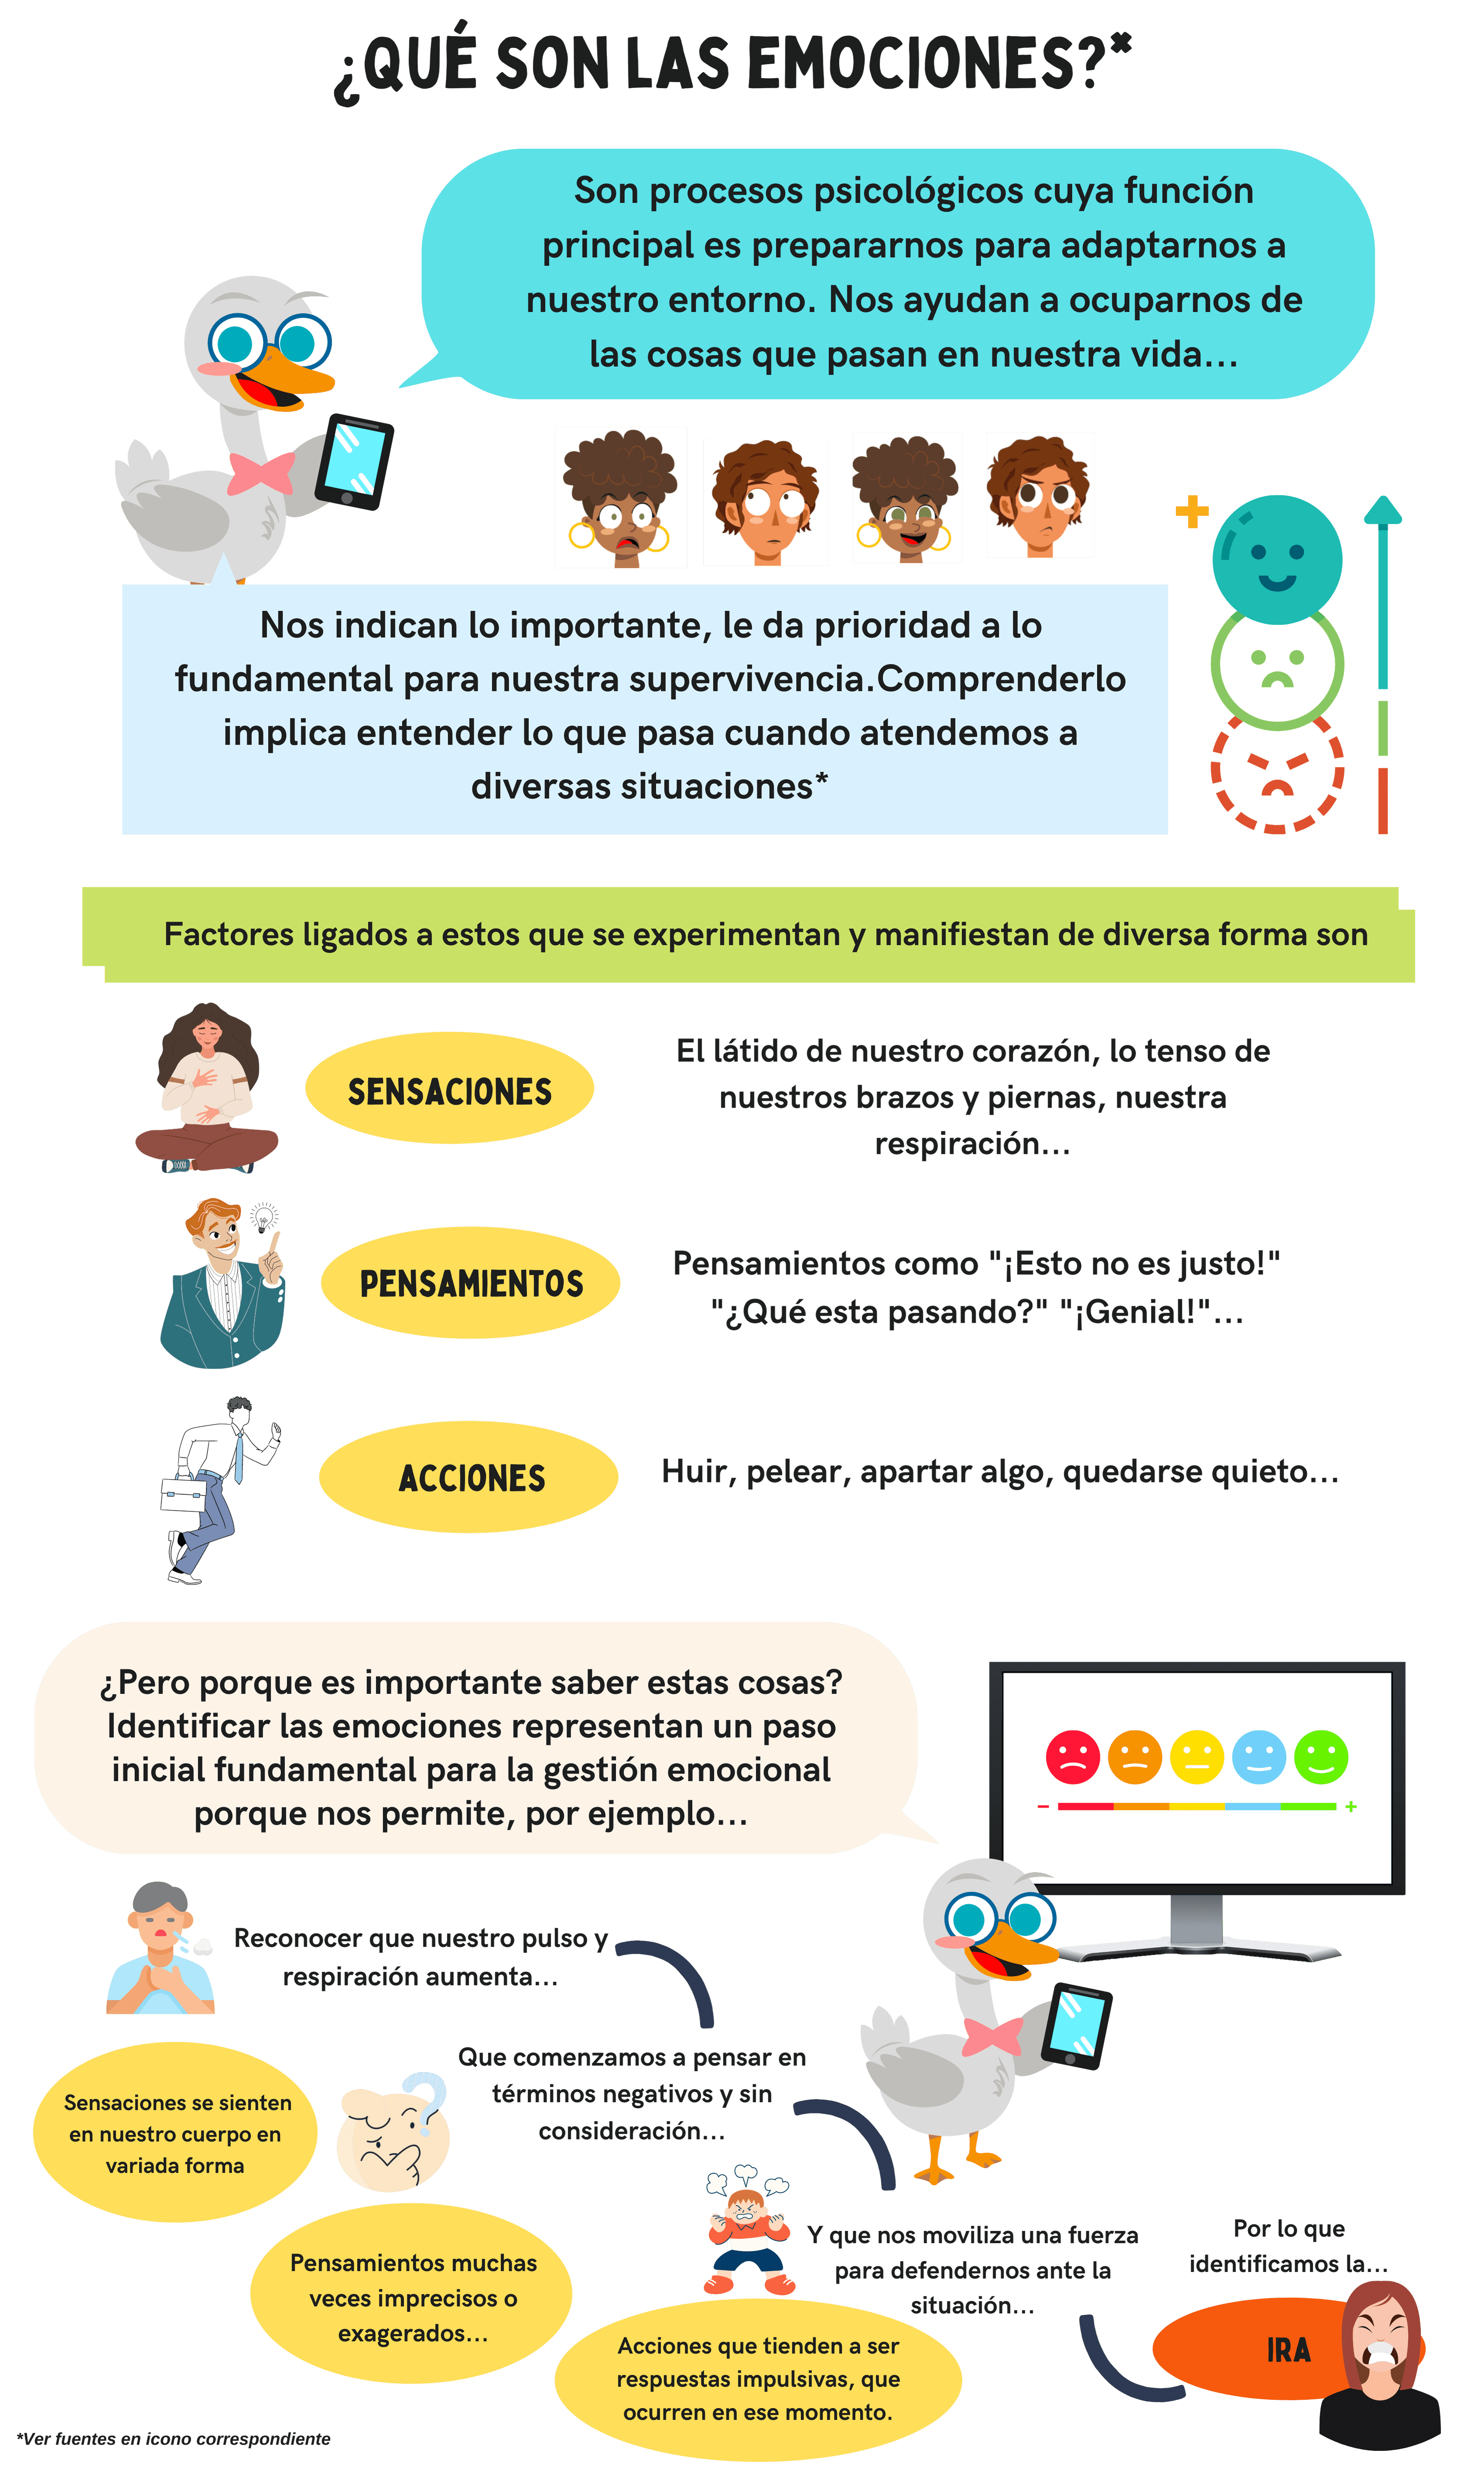 ¿QUÉ SON LAS EMOCIONES?*
Son procesos psicológicos cuya función
principal es prepararnos para adaptarnos a
nuestro entorno. Nos ayudan a ocuparnos de
las cosas que pasan en nuestra vida...
Nos indican lo importante, le da prioridad a lo
fundamental para nuestra supervivencia.Comprenderlo
implica entender lo que pasa cuando atendemos a
diversas situaciones*
Factores ligados a estos que se experimentan y manifiestan de diversa forma son
SENSACIONES
El látido de nuestro corazón, lo tenso de
nuestros brazos y piernas, nuestra
respiración...
PENSAMIENTOS
Pensamientos como "¡Esto no es justo!"
"¿Qué esta pasando?" "¡Genial!"...
ACCIONES
Huir, pelear, apartar algo, quedarse quieto...
¿Pero porque es importante saber estas cosas?
Identificar las emociones representan un paso
inicial fundamental para la gestión emocional
porque nos permite, por ejemplo...
Reconocer que nuestro pulso y
respiración aumenta...
Sensaciones se sienten
en nuestro cuerpo en
variada forma
Que comenzamos a pensar en
términos negativos y sin
consideración...
Pensamientos muchas
veces imprecisos o
exagerados...
Y que nos moviliza una fuerza
para defendernos ante la
situación...
Acciones que tienden a ser
respuestas impulsivas, que
ocurren en ese momento.
Por lo que
identificamos la...
IRA
*Ver fuentes en icono correspondiente